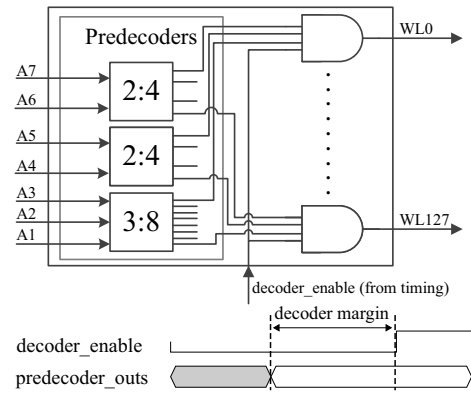 Predecoders
WL0
A7
2:4
A6
A5
2:4
A4
A3
3:8
A2
A1
WL127
decoder_enable (from timing)
decoder margin
decoder_enable
predecoder_outs